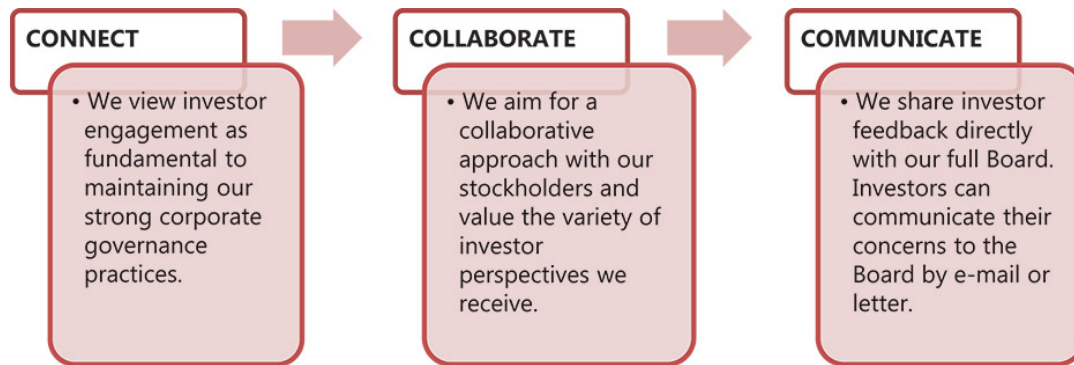 CONNECT
• We view investor
engagement as
fundamental to
maintaining our
strong corporate
governance
practices.
COLLABORATE
• We aim for a
collaborative
approach with our
stockholders and
value the variety of
investor
perspectives we
receive.
COMMUNICATE
• We share investor
feedback directly
with our full Board.
Investors can
communicate their
concerns to the
Board by e-mail or
letter.